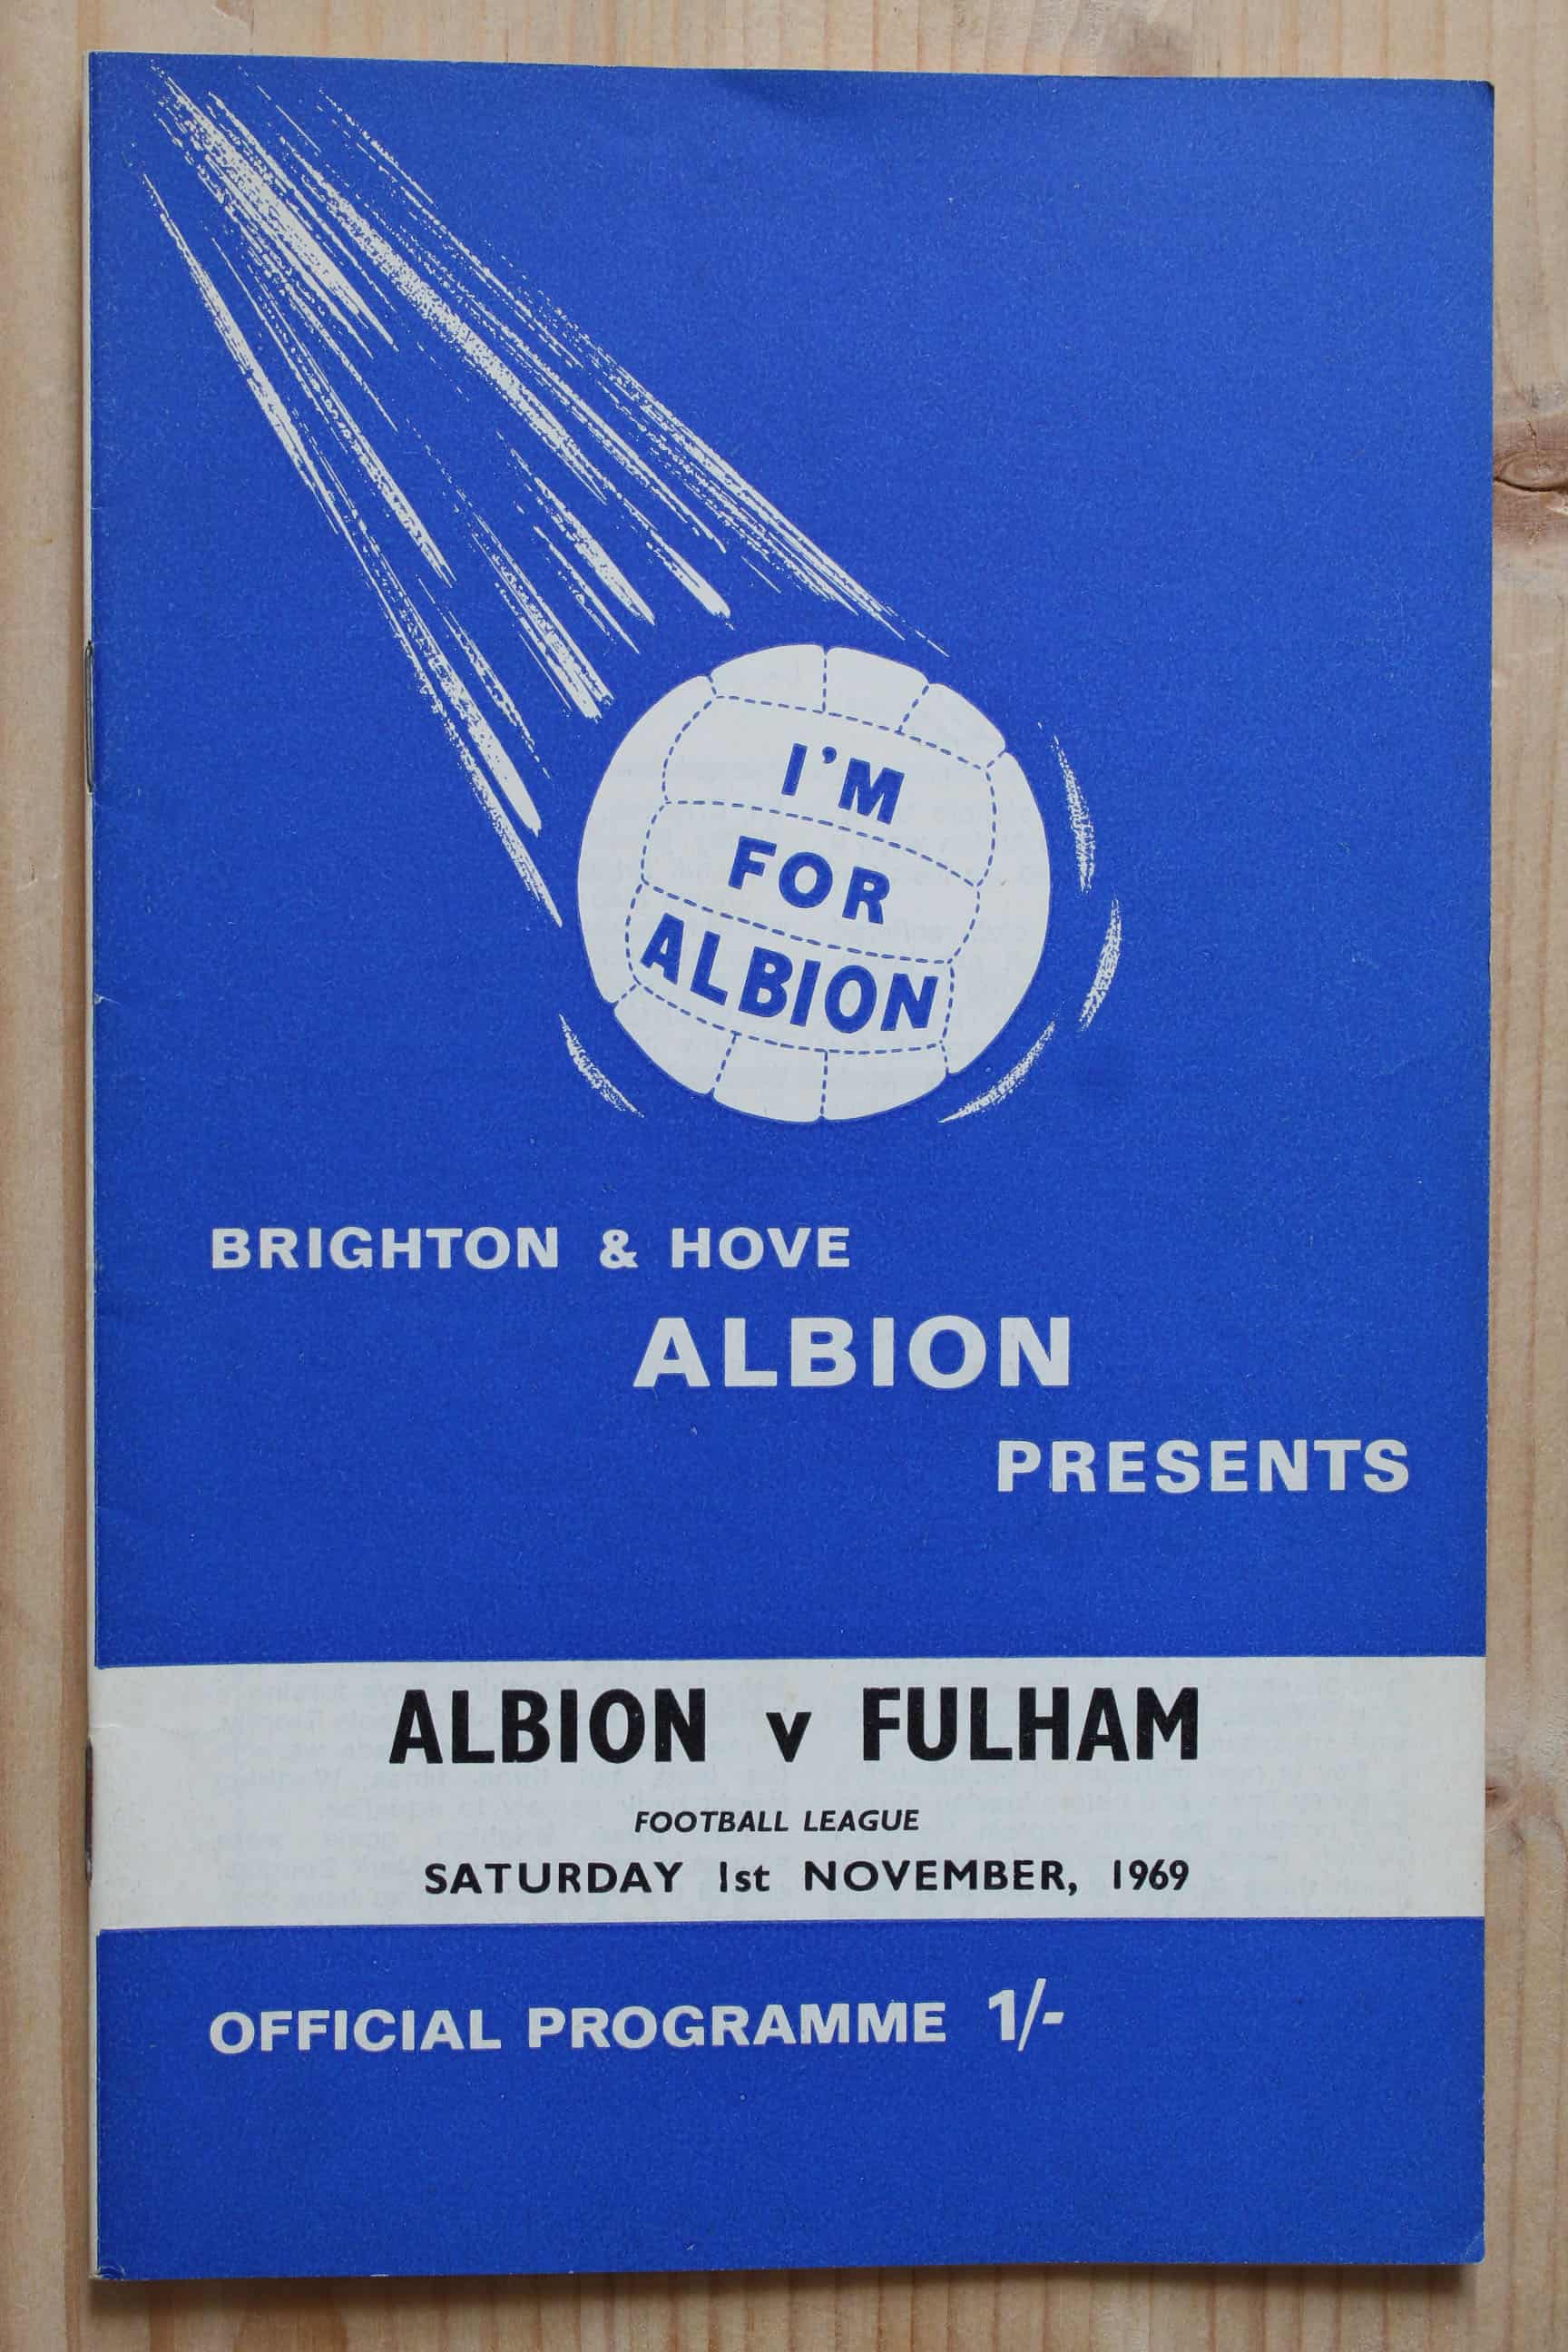 I'M
FOR
ALBION
BRIGHTON & HOVE
ALBION
PRESENTS
ALBION v FULHAM
FOOTBALL LEAGUE
SATURDAY 1st NOVEMBER, 1969
OFFICIAL PROGRAMME 1/-